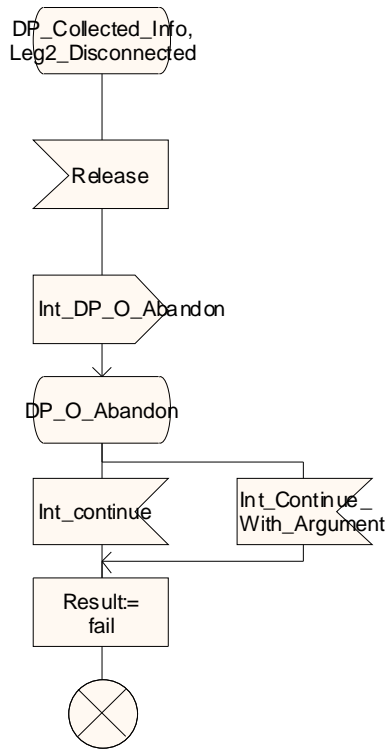 DP_Collected_Info,
Leg2_Disconnected
Release
Int_DP_O_Abandon
DP_O_Abandon
Int_continue
Int_Continue_
With_Argument
Result:=
fail